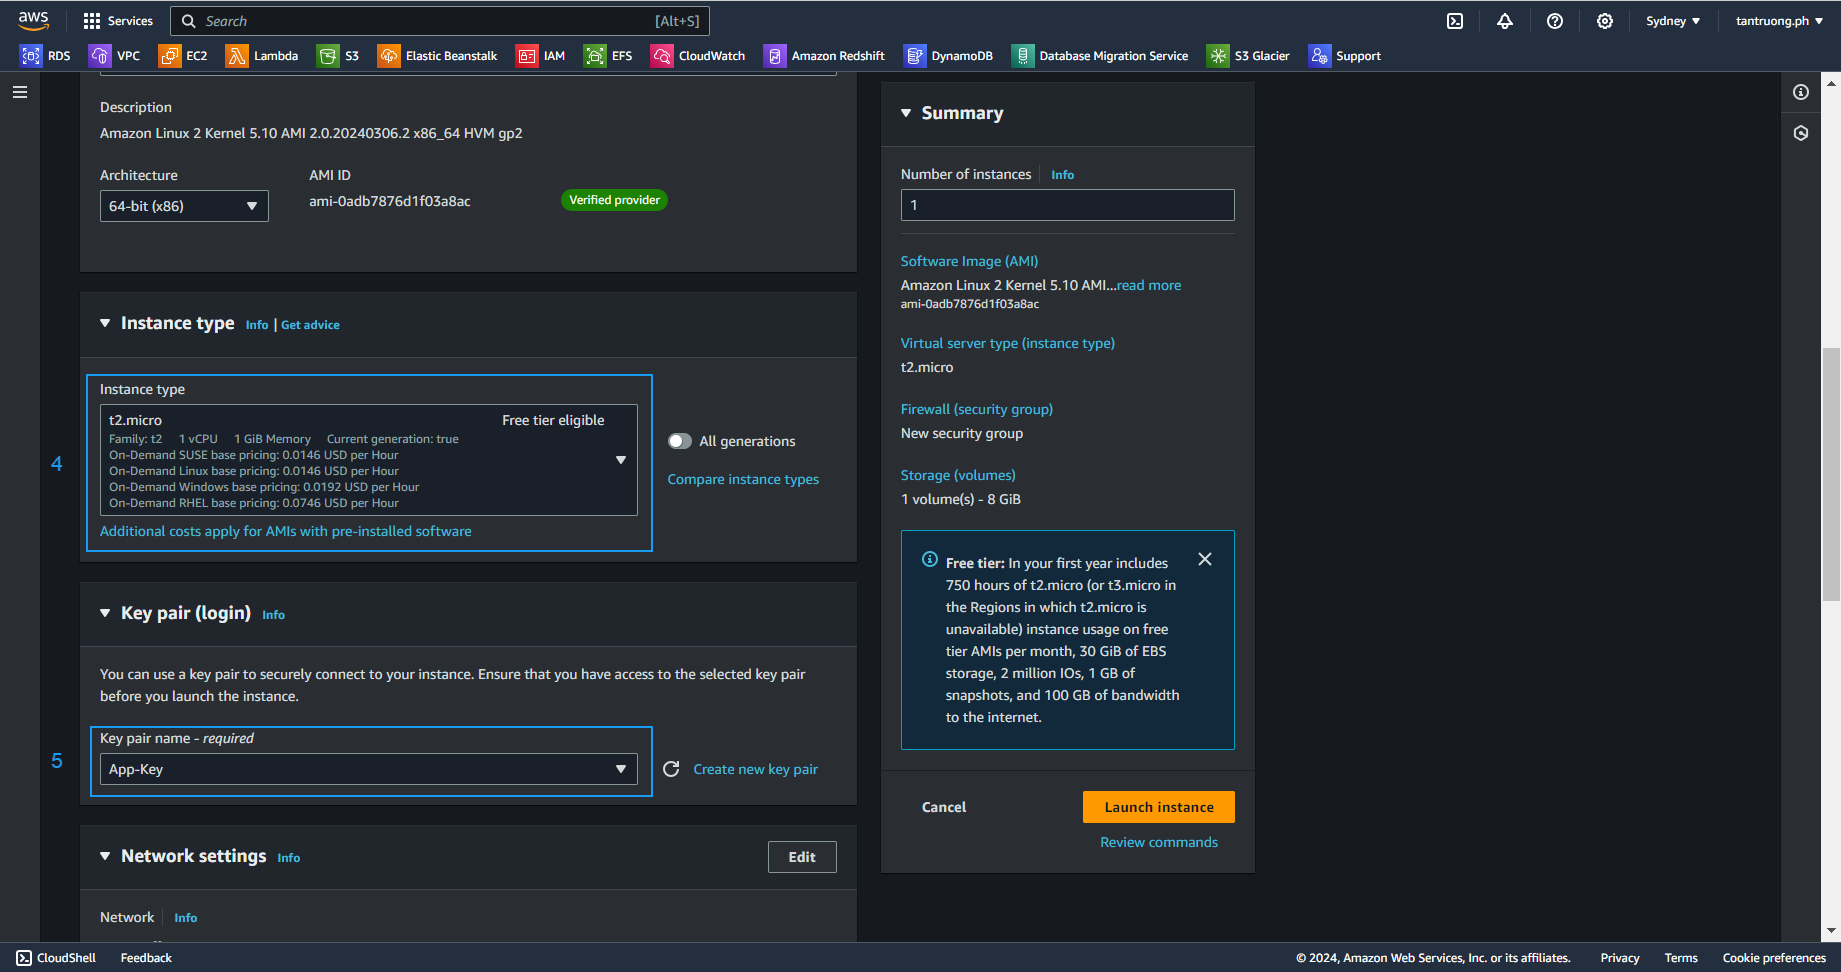 aws
Services
Search
[Alt+S]
Sydney
tantruong.ph
RDS
VPC
EC2
Lambda
S3
Elastic Beanstalk
IAM
EFS
CloudWatch
Amazon Redshift
DynamoDB
Database Migration Service
S3 Glacier
Support
Description
Amazon Linux 2 Kernel 5.10 AMI 2.0.20240306.2 x86_64 HVM gp2
Architecture
64-bit (x86)
AMI ID
ami-0adb7876d1f03a8ac
Verified provider
Instance type
Info | Get advice
4
Instance type
t2.micro
Free tier eligible
Family: t2 1 vCPU 1 GiB Memory Current generation: true
On-Demand SUSE base pricing: 0.0146 USD per Hour
On-Demand Linux base pricing: 0.0146 USD per Hour
On-Demand Windows base pricing: 0.0192 USD per Hour
On-Demand RHEL base pricing: 0.0746 USD per Hour
Additional costs apply for AMIs with pre-installed software
All generations
Compare instance types
Key pair (login)
Info
You can use a key pair to securely connect to your instance. Ensure that you have access to the selected key pair
before you launch the instance.
5
Key pair name - required
App-Key
Create new key pair
Network settings
Info
Edit
Network
Info
Summary
Number of instances
Info
1
Software Image (AMI)
Amazon Linux 2 Kernel 5.10 AMI...read more
ami-0adb7876d1f03a8ac
Virtual server type (instance type)
t2.micro
Firewall (security group)
New security group
Storage (volumes)
1 volume(s) - 8 GiB
Free tier: In your first year includes
750 hours of t2.micro (or t3.micro in
the Regions in which t2.micro is
unavailable) instance usage on free
tier AMIs per month, 30 GiB of EBS
storage, 2 million IOs, 1 GB of
snapshots, and 100 GB of bandwidth
to the internet.
Cancel
Launch instance
Review commands
CloudShell
Feedback
© 2024, Amazon Web Services, Inc. or its affiliates.
Privacy
Terms
Cookie preferences